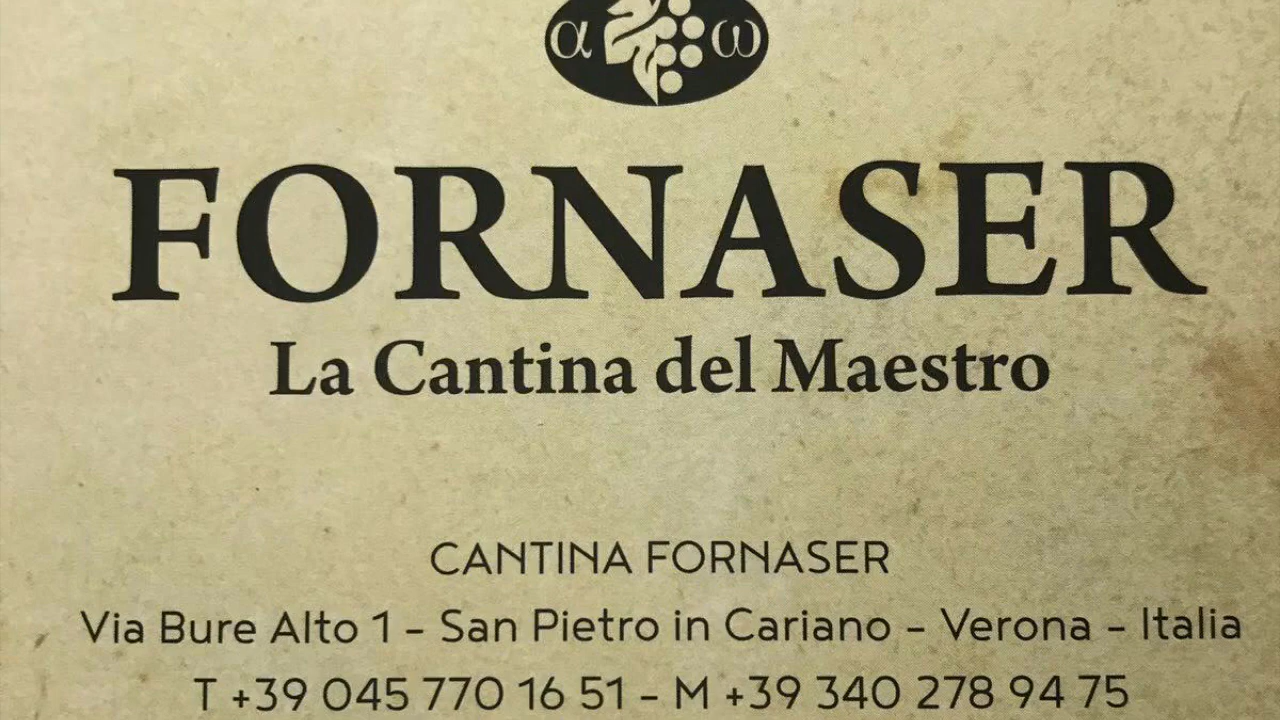 α ω
FORNASER
La Cantina del Maestro
CANTINA FORNASER
Via Bure Alto 1 - San Pietro in Cariano - Verona - Italia
T +39 045 770 16 51 - M +39 340 278 94 75